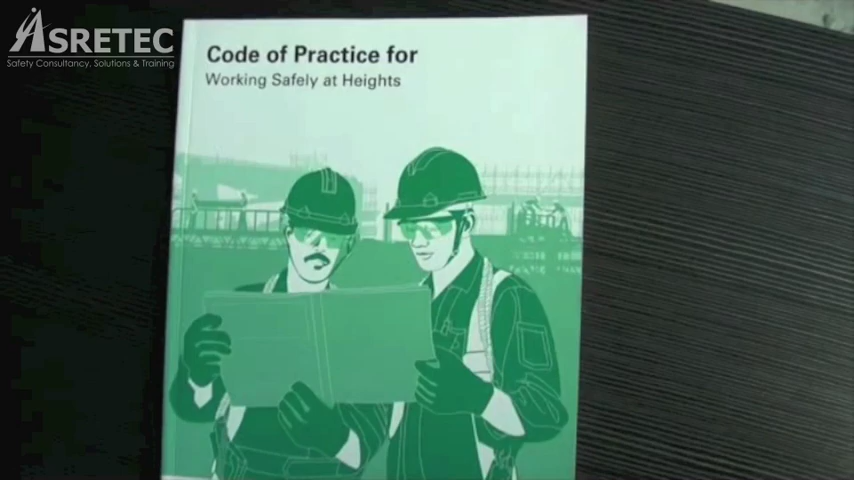 ASRETEC
Safety Consultancy, Solutions & Training
Code of Practice for
Working Safely at Heights